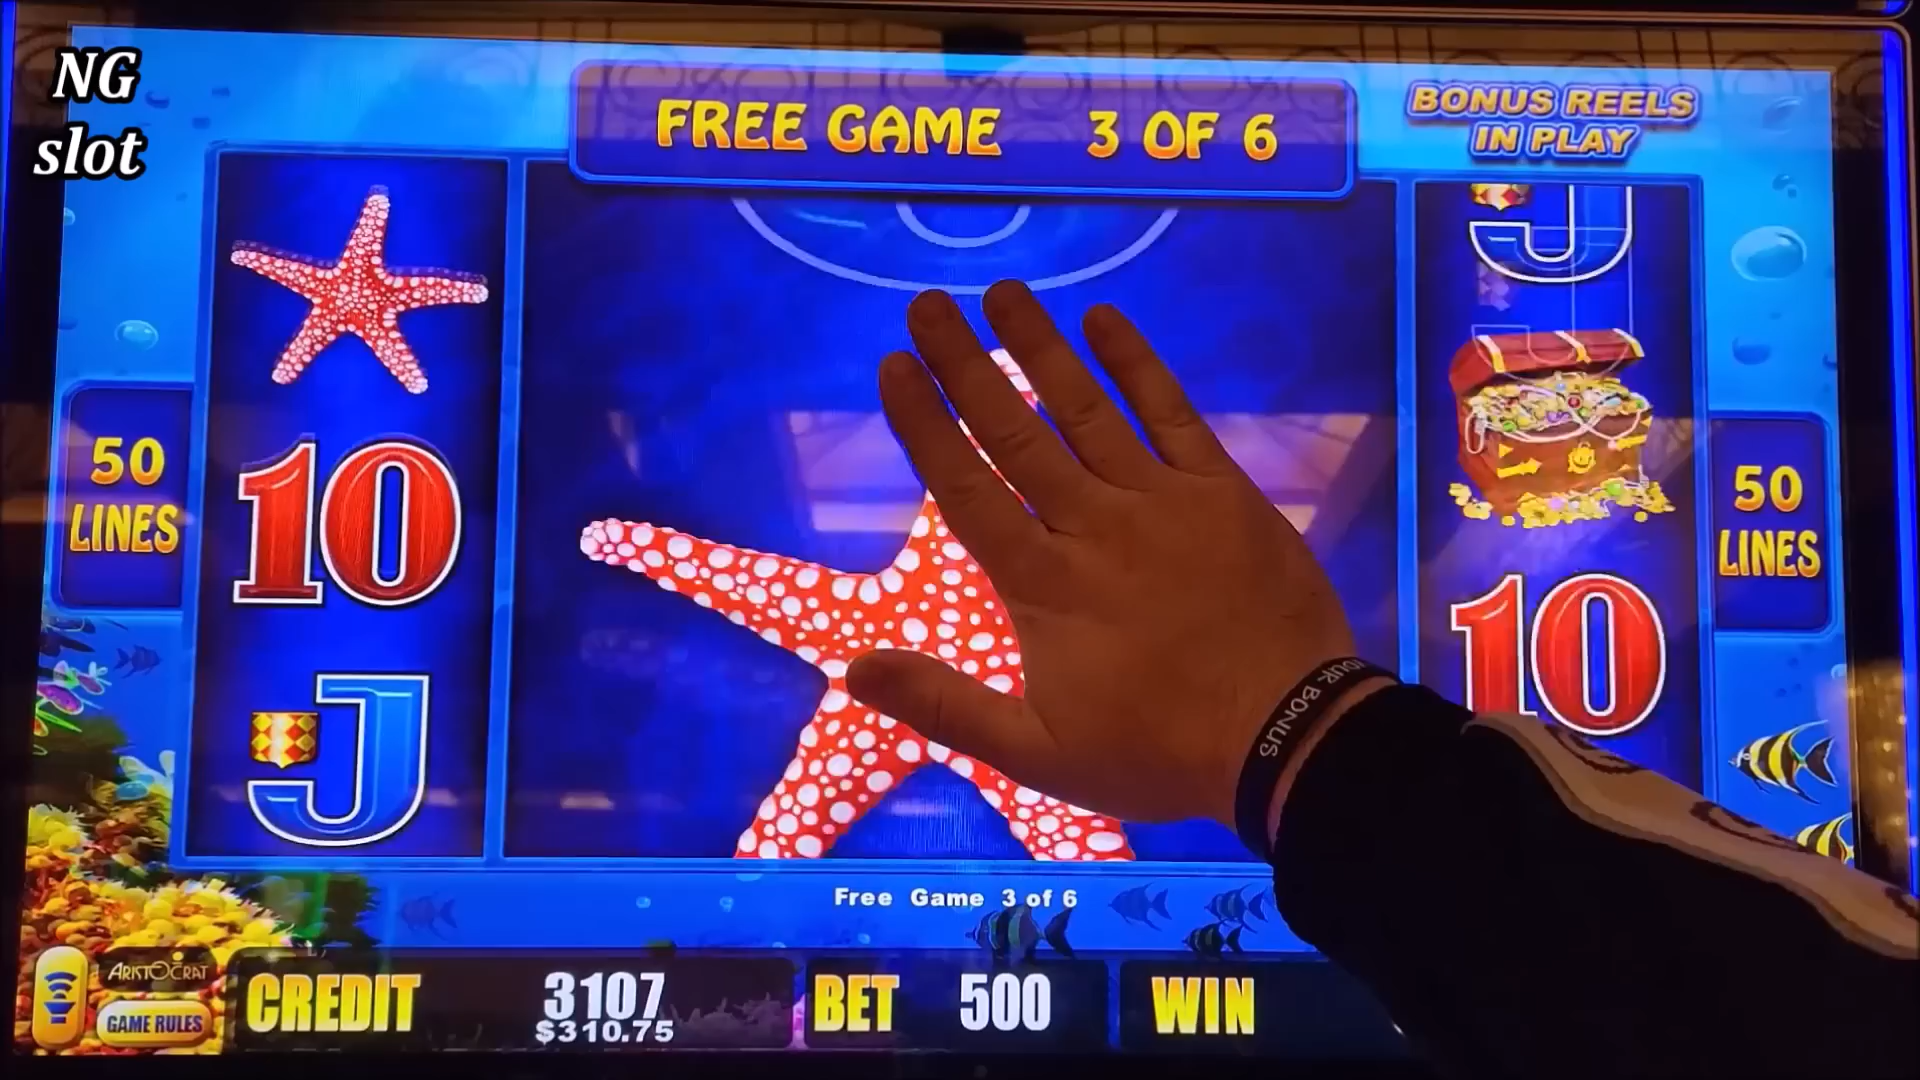 NG
slot
FREE GAME 3 OF 6
BONUS REELS
IN PLAY
J
50
LINES
10
10
50
LINES
J
OUR BONUS
Free Game 3 of 6
ARISTOCRAT
GAME RULES
CREDIT 3107
$310.75
BET 500
WIN